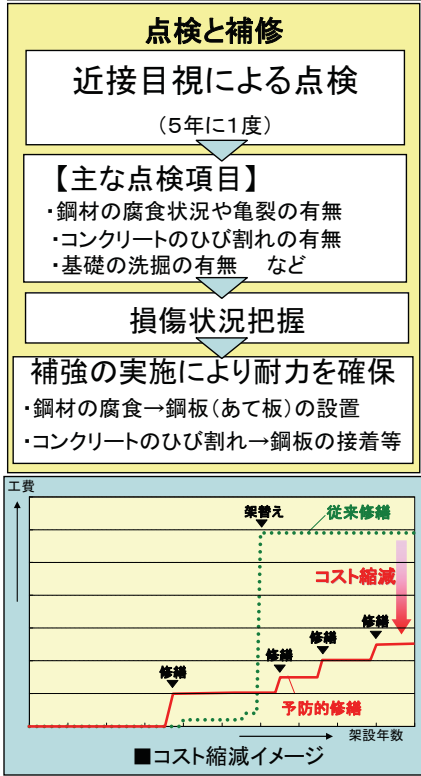 点検と補修
近接目視による点検
(5年に1度)
【主な点検項目】
・鋼材の腐食状況や亀裂の有無
・コンクリートのひび割れの有無
・基礎の洗掘の有無　など
損傷状況把握
補強の実施により耐力を確保
・鋼材の腐食→鋼板(あて板)の設置
・コンクリートのひび割れ→鋼板の接着等
工費
架替え
従来修繕
コスト縮減
修繕
修繕
修繕
修繕
予防的修繕
架設年数
■コスト縮減イメージ